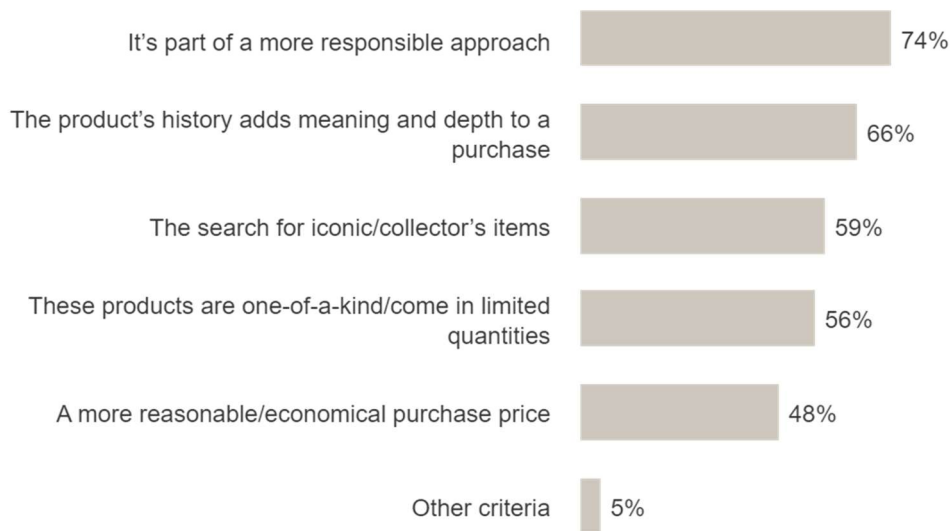 It’s part of a more responsible approach
74%
The product’s history adds meaning and depth to a
purchase
66%
The search for iconic/collector’s items
59%
These products are one-of-a-kind/come in limited
quantities
56%
A more reasonable/economical purchase price
48%
Other criteria
5%